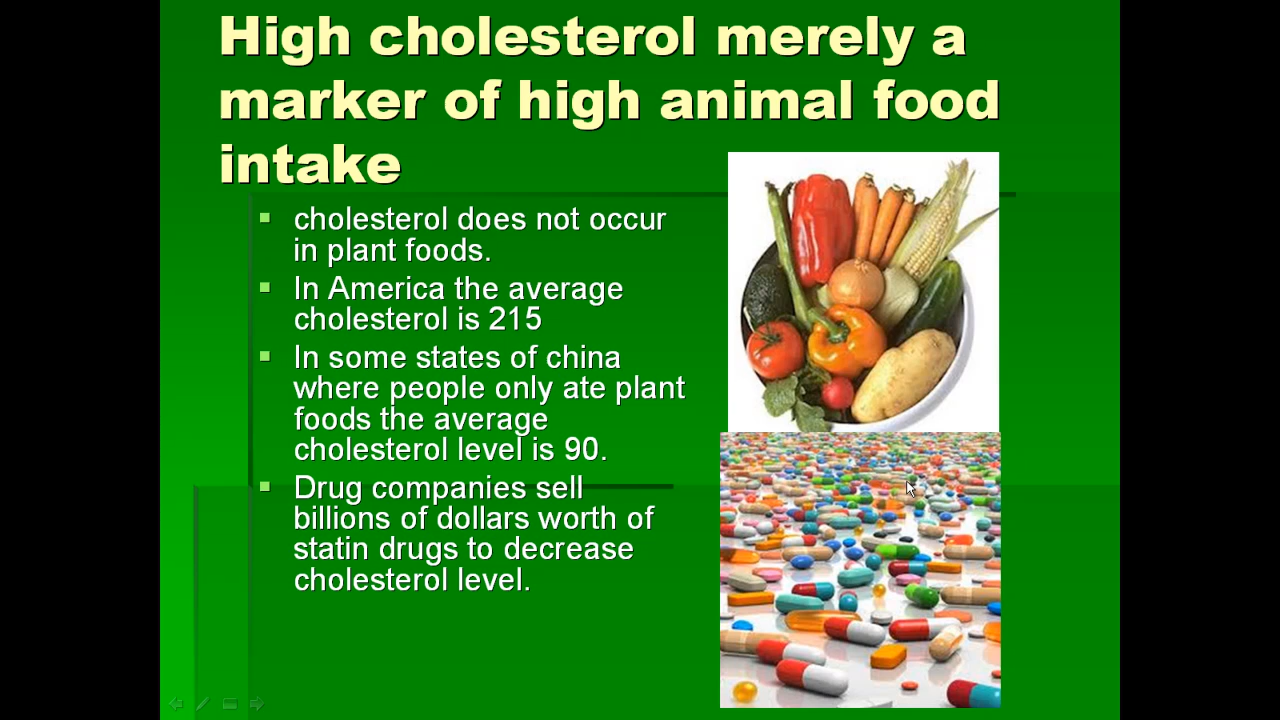 High cholesterol merely a
marker of high animal food
intake
cholesterol does not occur
in plant foods.
In America the average
cholesterol is 215
In some states of china
where people only ate plant
foods the average
cholesterol level is 90.
Drug companies sell
billions of dollars worth of
statin drugs to decrease
cholesterol level.